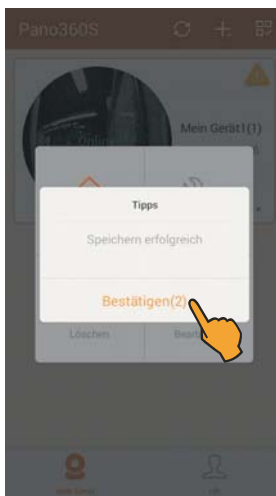 Pano360S
Mein Gerät1(1)
Tipps
Speichern erfolgreich
Bestätigen(2)
Löschen